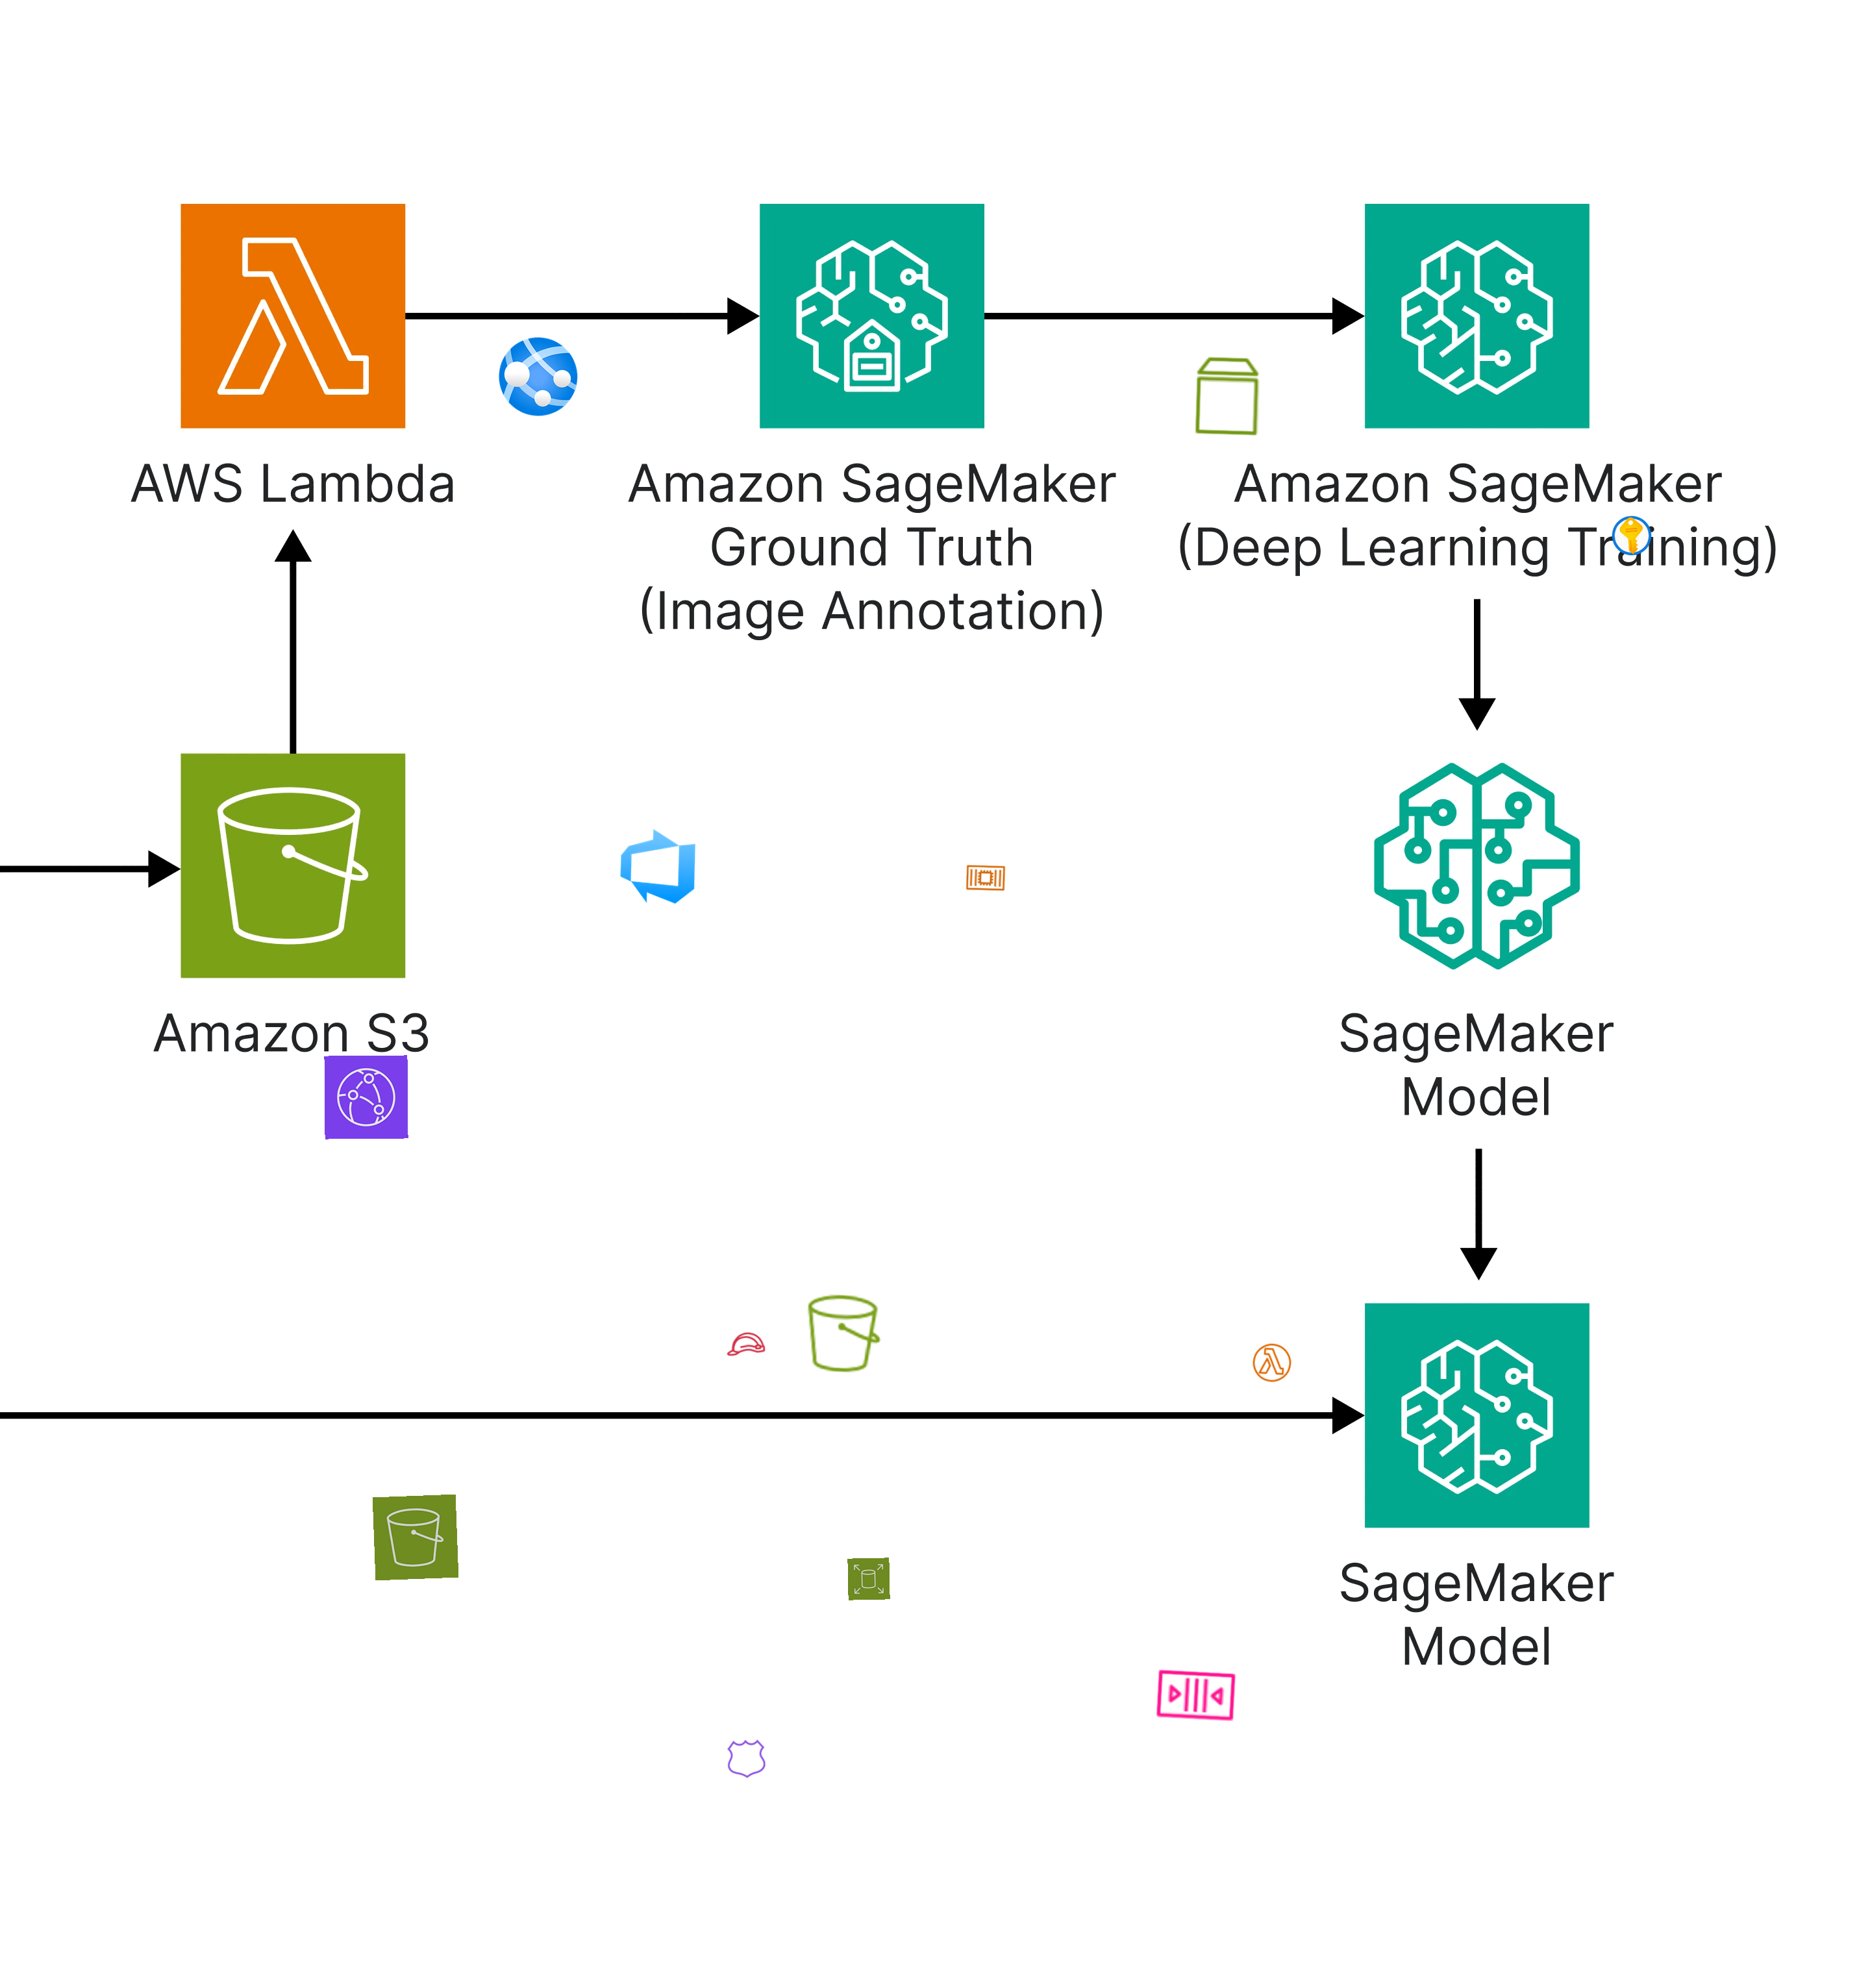 AWS Lambda
Amazon SageMaker
Ground Truth
(Image Annotation)
Amazon SageMaker
(Deep Learning Training)
Amazon S3
SageMaker
Model
SageMaker
Model